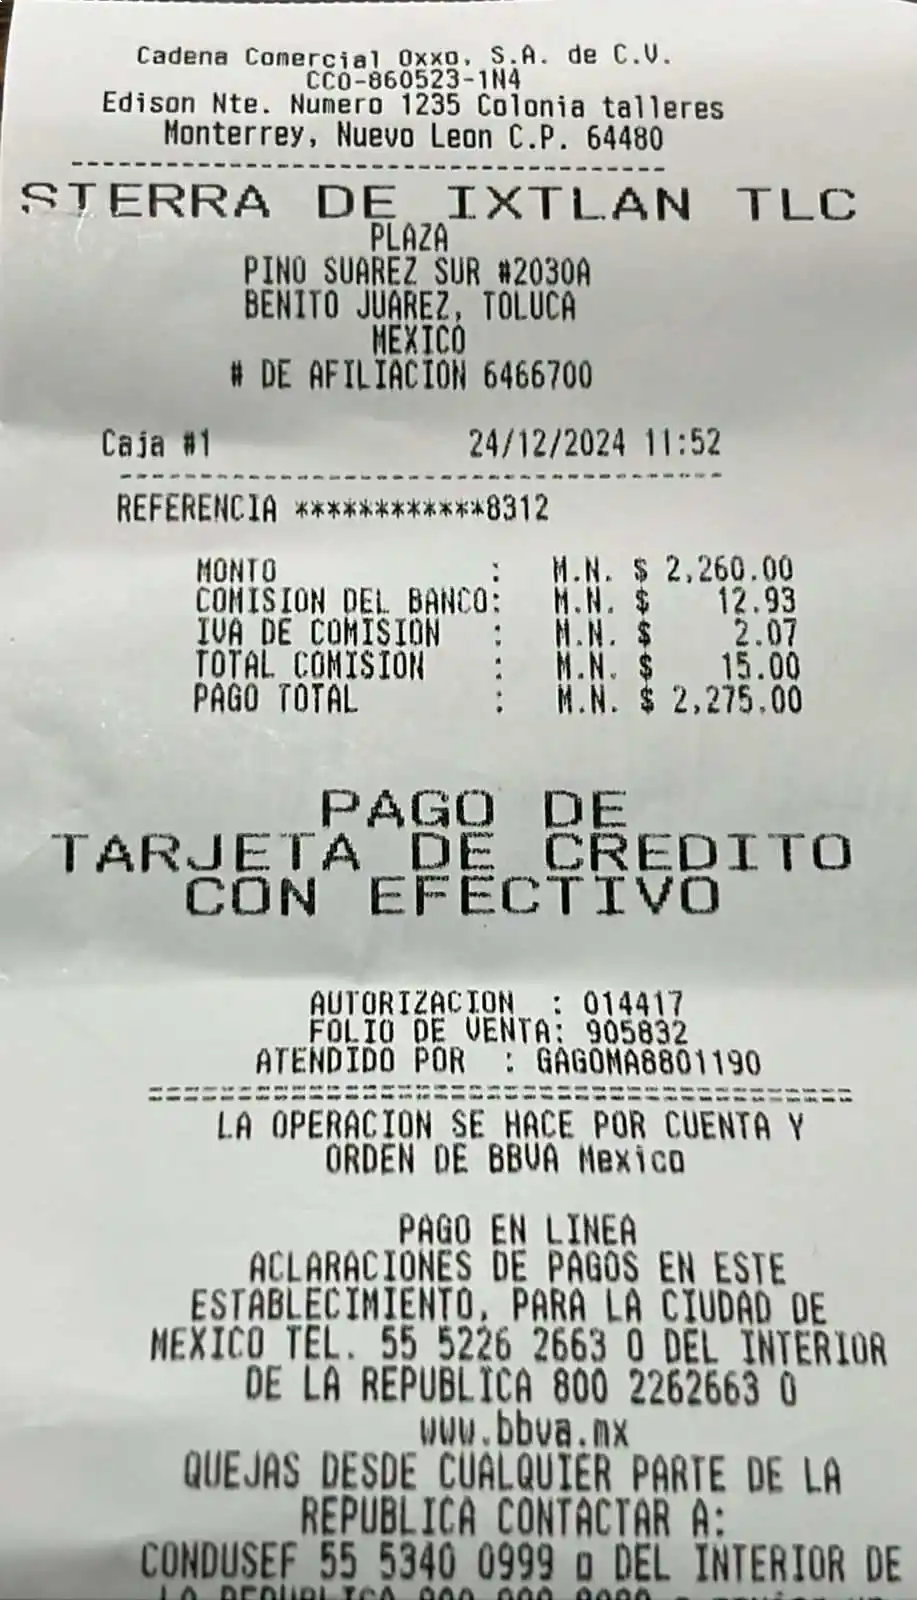 Cadena Comercial Oxxo, S.A. de C.V.
CCO-860523-1N4
Edison Nte. Numero 1235 Colonia talleres
Monterrey, Nuevo Leon C.P. 64480
STERRA DE IXTLAN TLC
PLAZA
PINO SUAREZ SUR #2030A
BENITO JUAREZ, TOLUCA
MEXICO
# DE AFILIACION 6466700
Caja #1 24/12/2024 11:52
REFERENCIA ************8312
MONTO : M.N. $ 2,260.00
COMISION DEL BANCO: M.N. $ 12.93
IVA DE COMISION : M.N. $ 2.07
TOTAL COMISION : M.N. $ 15.00
PAGO TOTAL : M.N. $ 2,275.00
PAGO DE
TARJETA DE CREDITO
CON EFECTIVO
AUTORIZACION : 014417
FOLIO DE VENTA: 905832
ATENDIDO POR : GAGOMA8801190
LA OPERACION SE HACE POR CUENTA Y
ORDEN DE BBVA Mexico
PAGO EN LINEA
ACLARACIONES DE PAGOS EN ESTE
ESTABLECIMIENTO, PARA LA CIUDAD DE
MEXICO TEL. 55 5226 2663 O DEL INTERIOR
DE LA REPUBLICA 800 2262663 O
www.bbva.mx
QUEJAS DESDE CUALQUIER PARTE DE LA
REPUBLICA CONTACTAR A:
CONDUSEF 55 5340 0999 o DEL INTERIOR DE
LA REPUBLICA